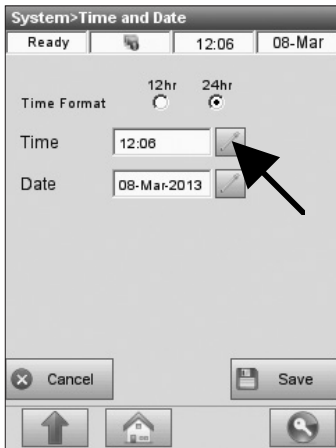 System>Time and Date
Ready 12:06 08-Mar
12hr 24hr
Time Format
Time 12:06
Date 08-Mar-2013
Cancel Save